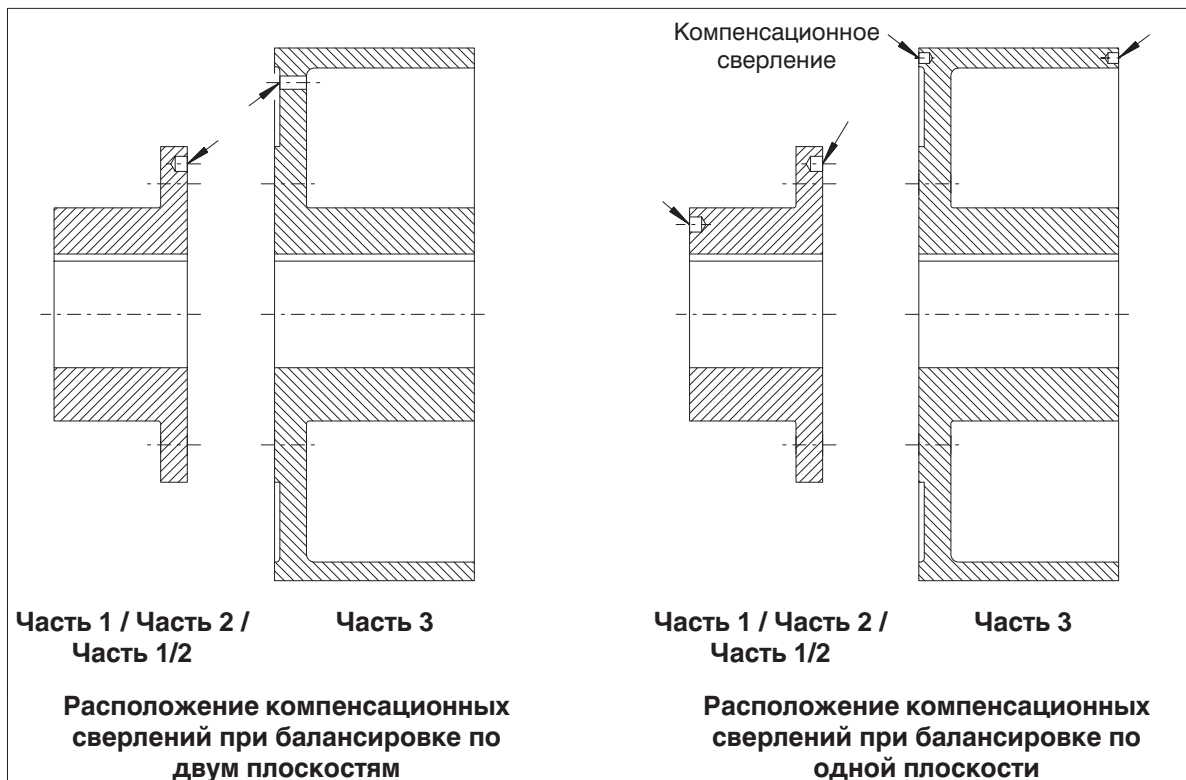 Компенсационное
сверление
Часть 1 / Часть 2 /
Часть 1/2
Часть 3
Часть 1 / Часть 2 /
Часть 1/2
Часть 3
Расположение компенсационных
сверлений при балансировке по
двум плоскостям
Расположение компенсационных
сверлений при балансировке по
одной плоскости